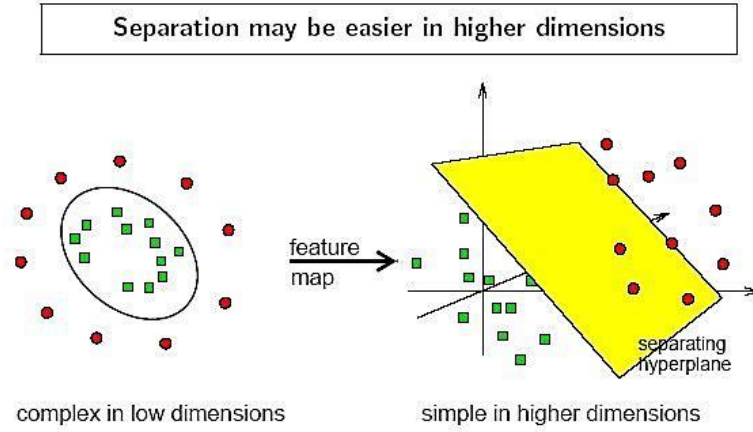 Separation may be easier in higher dimensions
feature
map
separating
hyperplane
complex in low dimensions
simple in higher dimensions